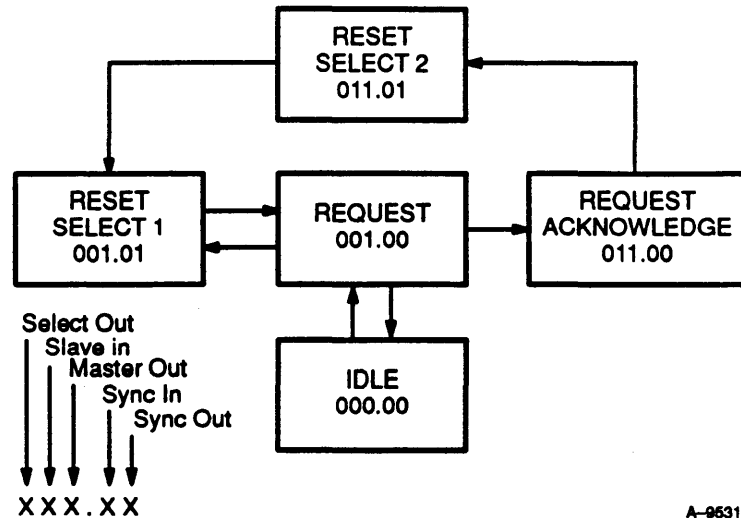 RESET
SELECT 2
011.01
RESET
SELECT 1
001.01
REQUEST
001.00
REQUEST
ACKNOWLEDGE
011.00
IDLE
000.00
Select Out
Slave in
Master Out
Sync In
Sync Out
XXX.XX
A-9531